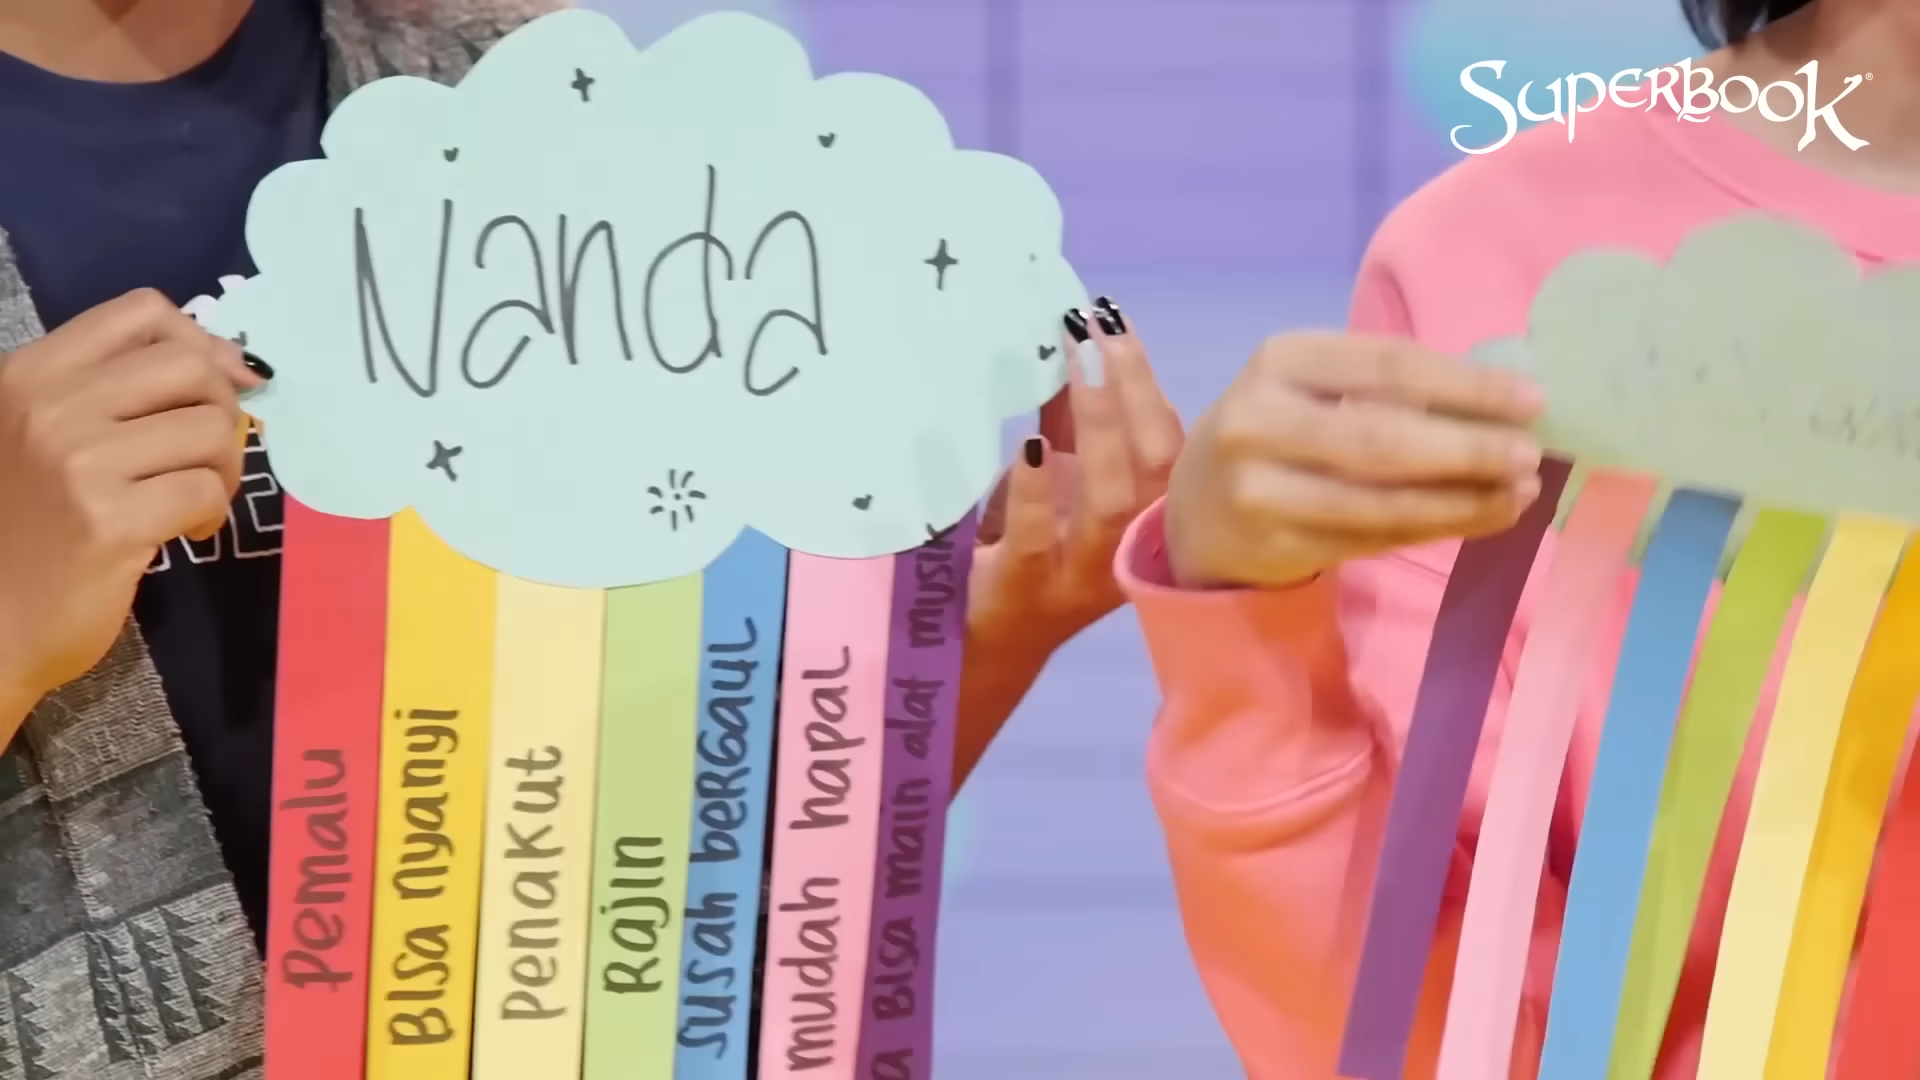 SUPERBOOK
Nanda
Pemalu
Bisa nyanyi
Penakut
Rajin
susah bergaul
mudah hapal
Bisa main alat musik